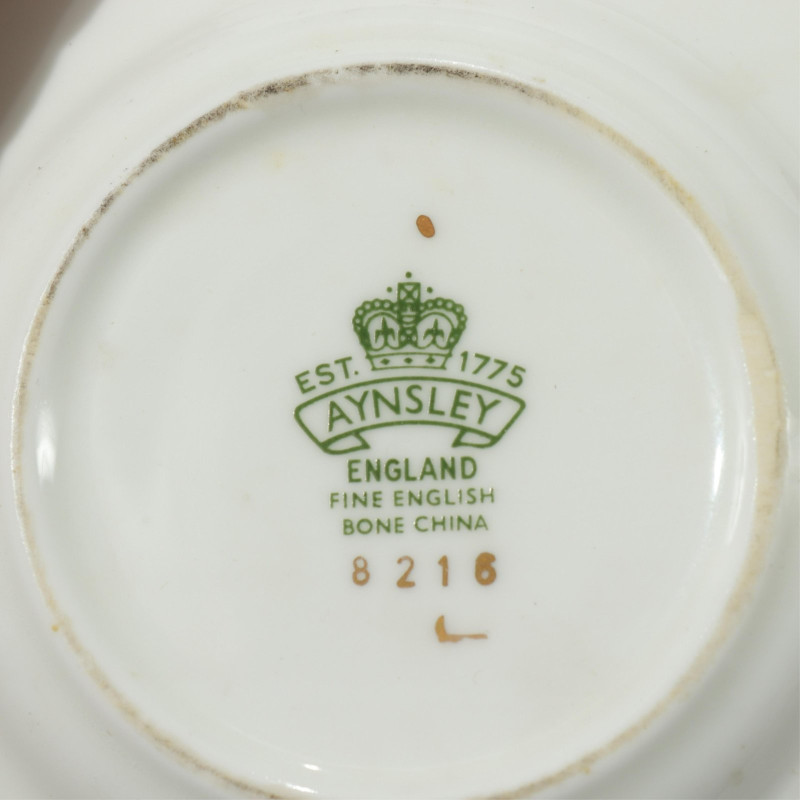 EST. 1775
AYNSLEY
ENGLAND
FINE ENGLISH
BONE CHINA
8216